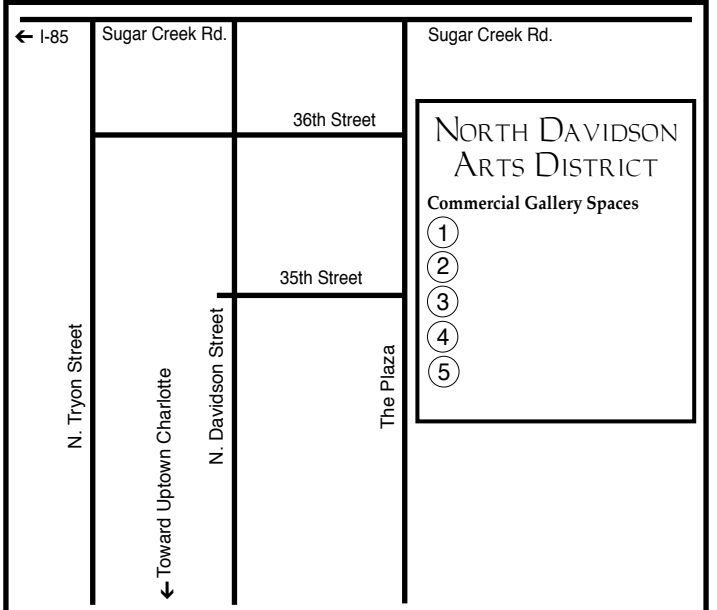 ← I-85
Sugar Creek Rd.
Sugar Creek Rd.
36th Street
NORTH DAVIDSON
ARTS DISTRICT
Commercial Gallery Spaces
1
2
3
4
5
35th Street
N. Tryon Street
← Toward Uptown Charlotte
N. Davidson Street
The Plaza